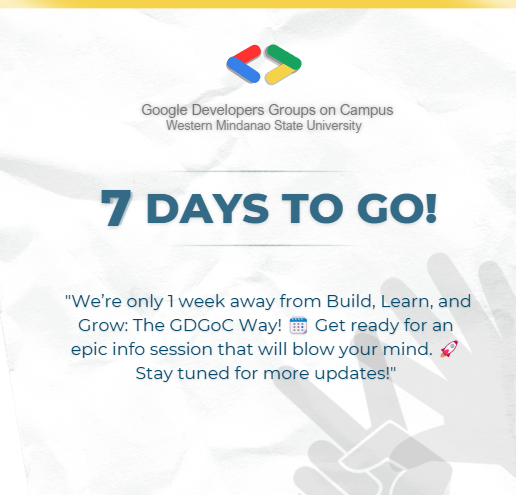 Google Developers Groups on Campus
Western Mindanao State University
7 DAYS TO GO!
"We’re only 1 week away from Build, Learn, and
Grow: The GDGoC Way! 🗓️ Get ready for an
epic info session that will blow your mind. 🚀
Stay tuned for more updates!"